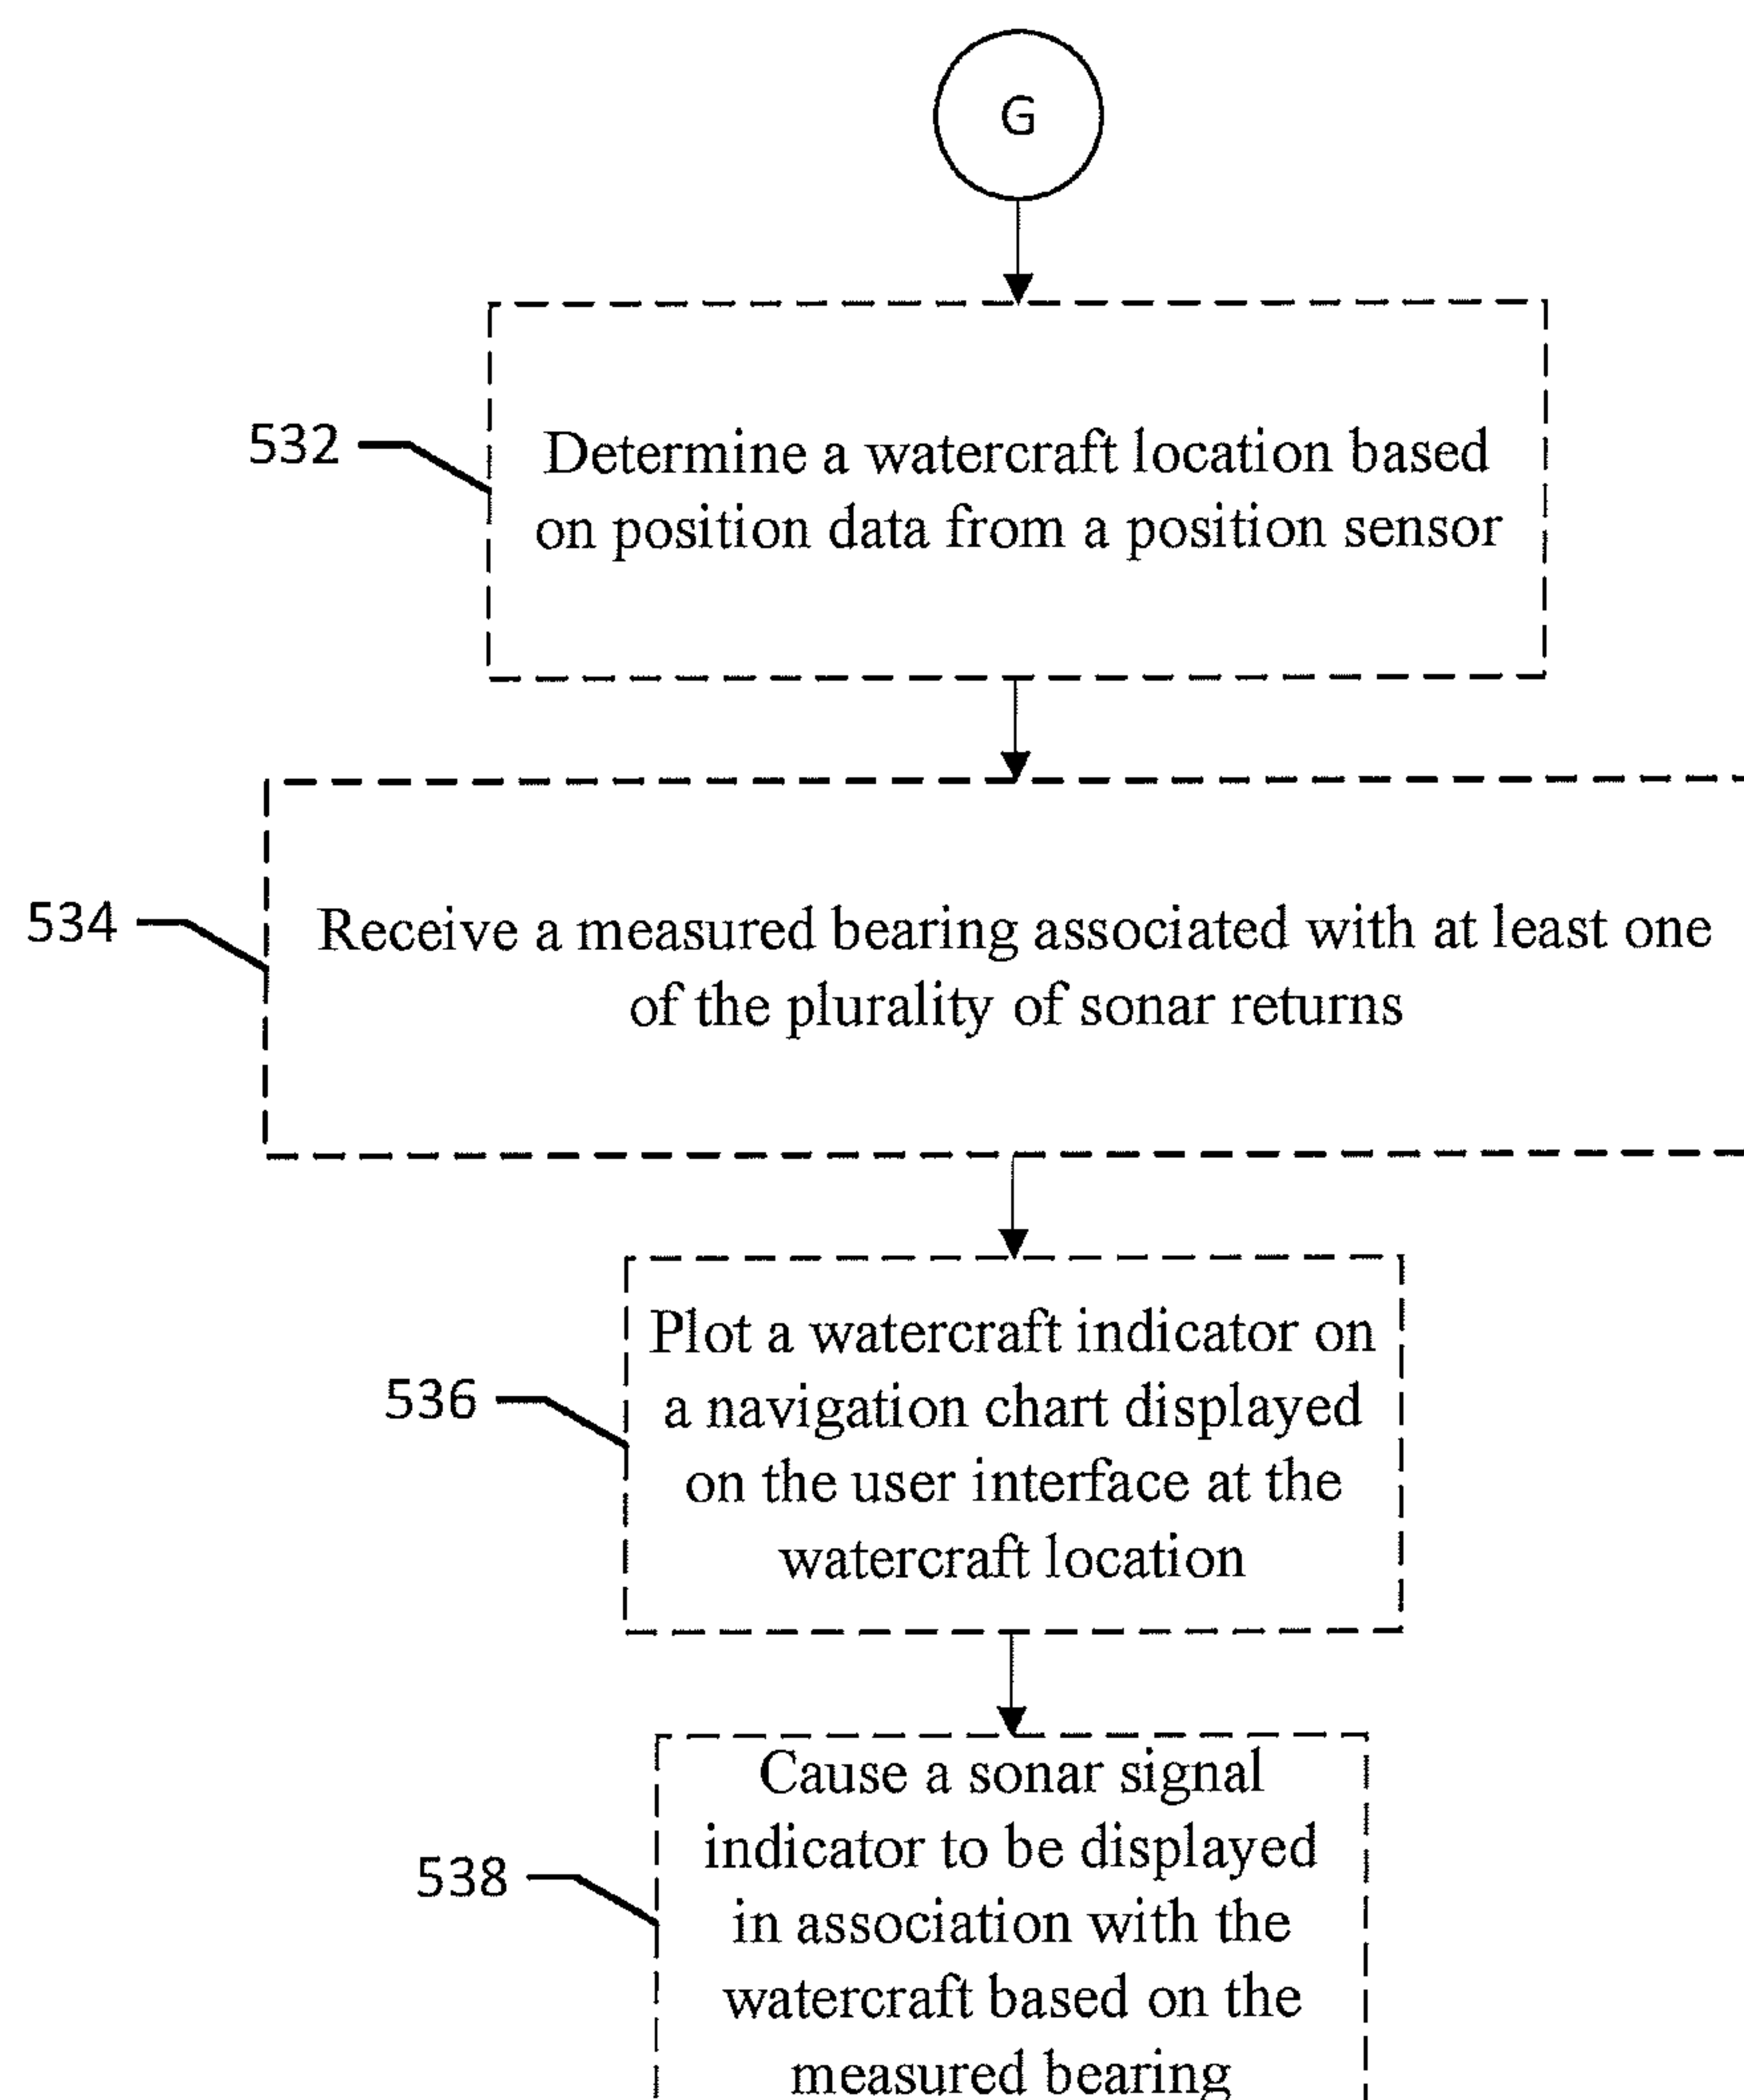 G
532
Determine a watercraft location based
on position data from a position sensor
534
Receive a measured bearing associated with at least one
of the plurality of sonar returns
536
Plot a watercraft indicator on
a navigation chart displayed
on the user interface at the
watercraft location
538
Cause a sonar signal
indicator to be displayed
in association with the
watercraft based on the
measured bearing